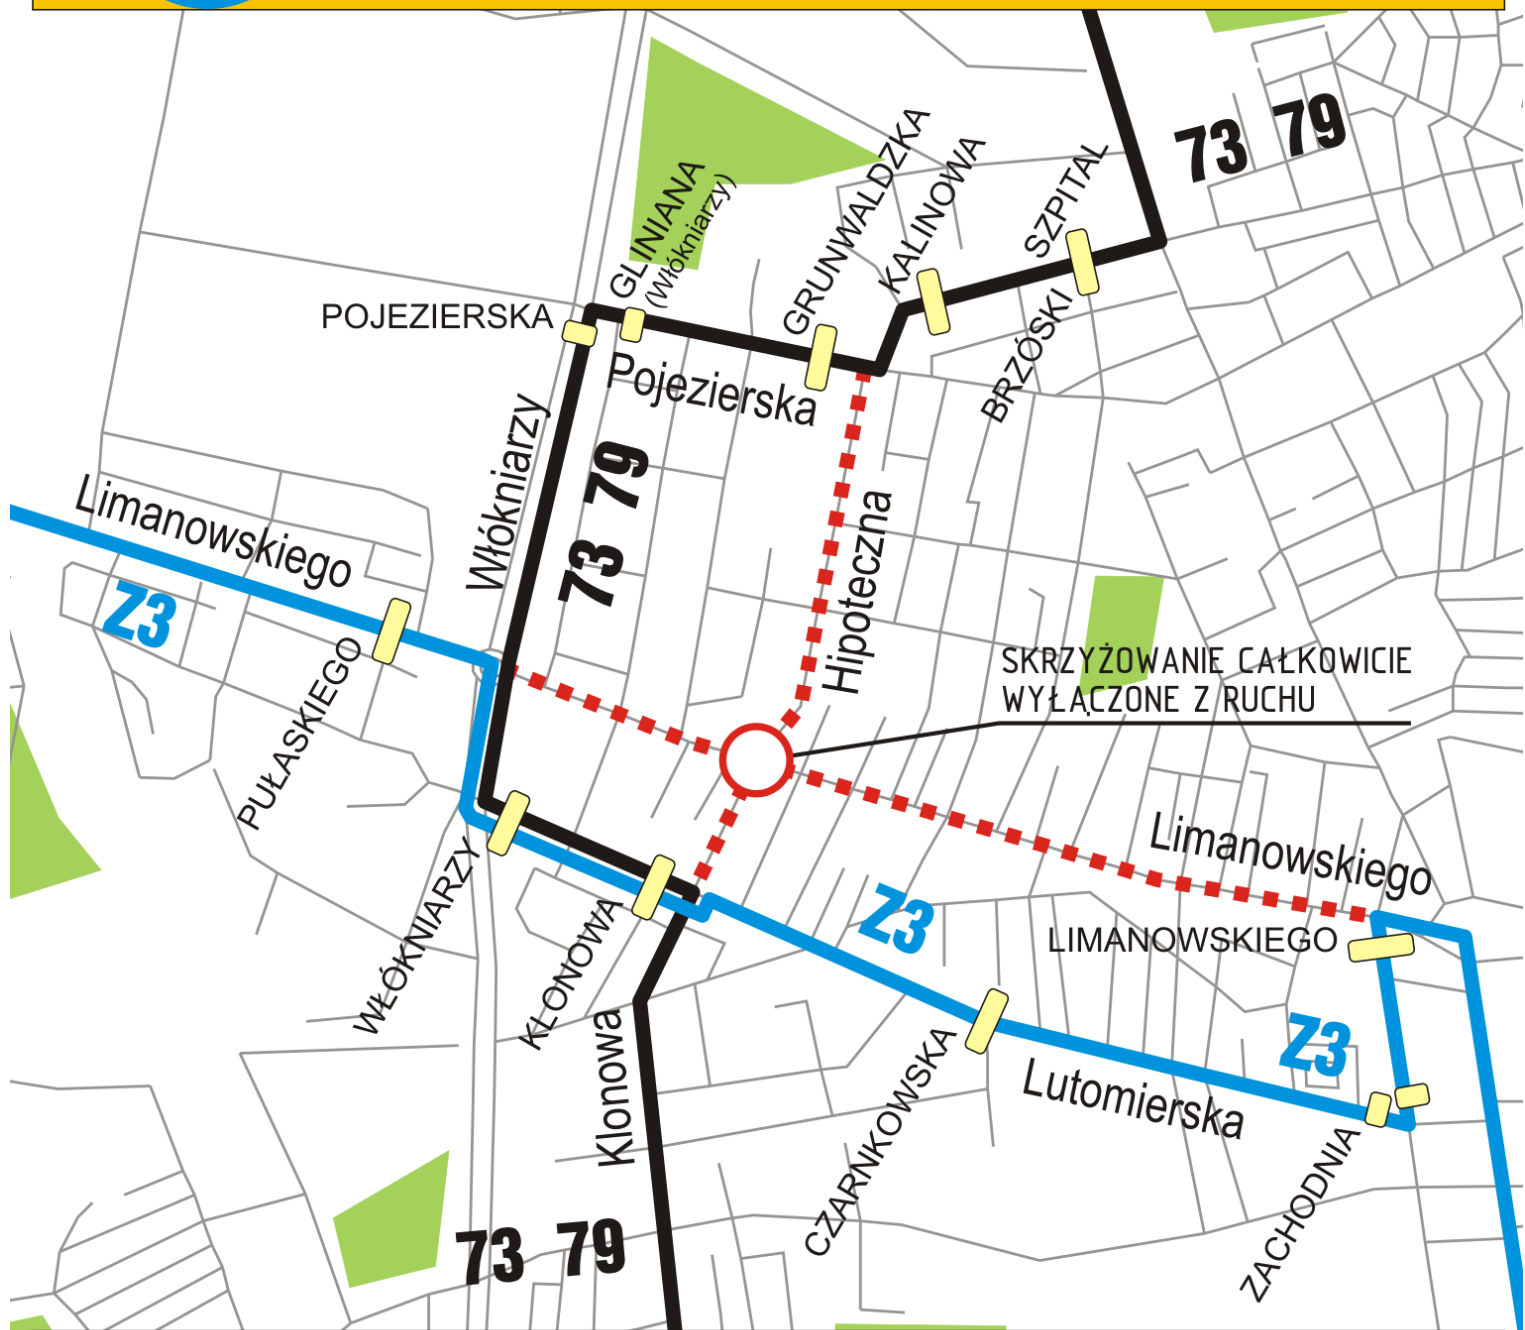 73 79
GRUNWALDZKA
KALINOWA
SZPITAL
GLINIANA
(Włókniarzy)
POJEZIERSKA
BRZÓSKI
Pojezierska
Włókniarzy
73 79
Limanowskiego
Hipoteczna
Z3
SKRZYŻOWANIE CAŁKOWICIE
WYŁĄCZONE Z RUCHU
PUŁASKIEGO
Limanowskiego
WŁÓKNIARZY
KLONOWA
Z3
LIMANOWSKIEGO
Klonowa
Z3
CZARNKOWSKA
Lutomierska
ZACHODNIA
73 79